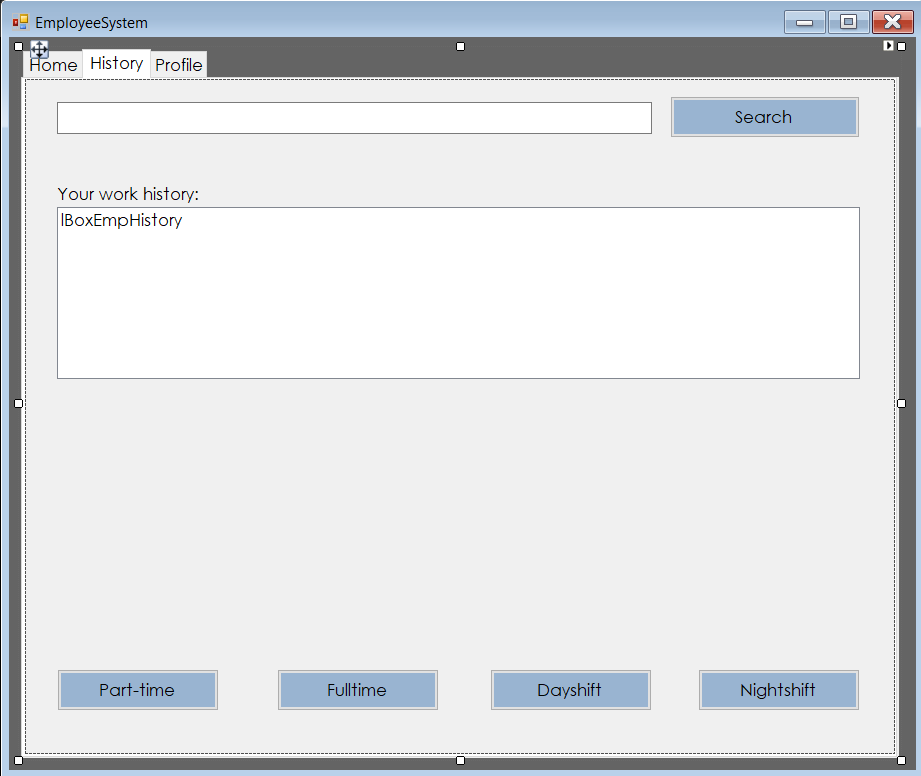 EmployeeSystem
Home History Profile
Search
Your work history:
lBoxEmpHistory
Part-time Fulltime Dayshift Nightshift